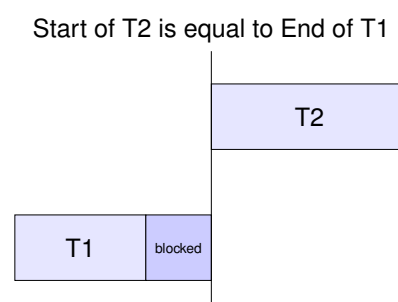 Start of T2 is equal to End of T1
T2
T1
blocked